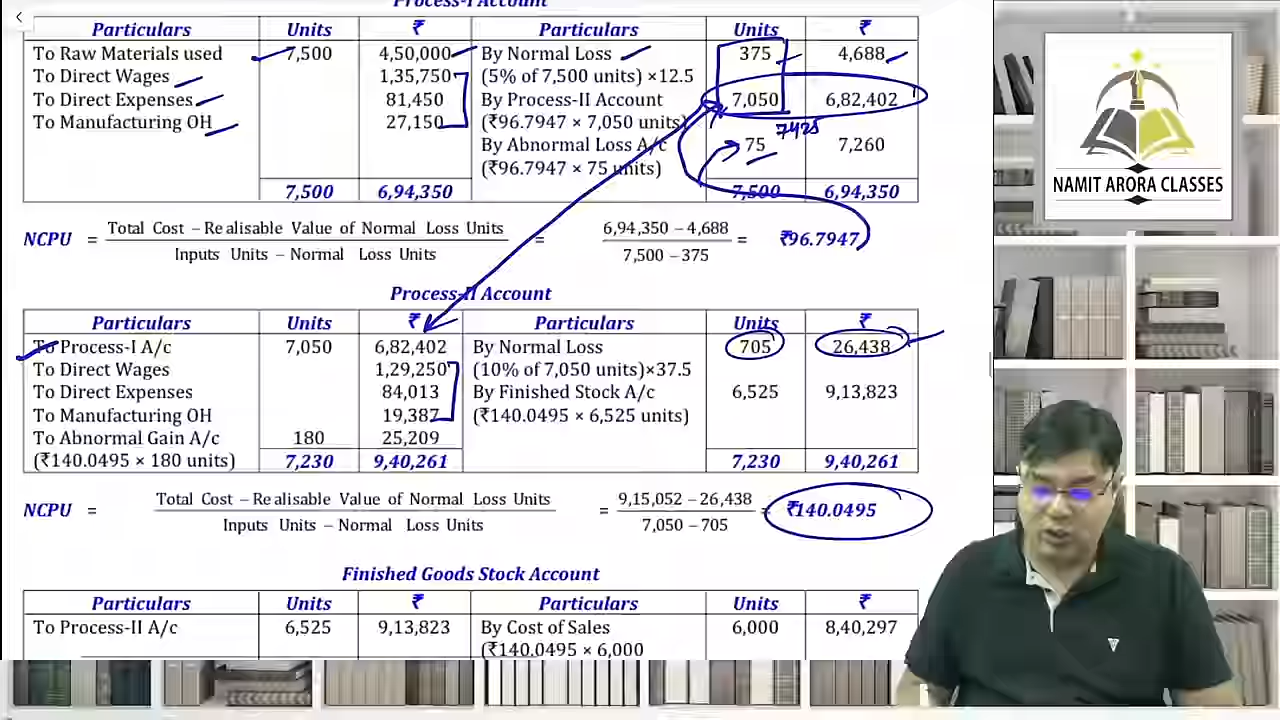 Process-I Account
Particulars Units ₹ Particulars Units ₹
To Raw Materials used 7,500 4,50,000 By Normal Loss 375 4,688
To Direct Wages 1,35,750 (5% of 7,500 units) ×12.5
To Direct Expenses 81,450 By Process-II Account 7,050 6,82,402
To Manufacturing OH 27,150 (₹96.7947 × 7,050 units)
7425
By Abnormal Loss A/c 75 7,260
(₹96.7947 × 75 units)
7,500 6,94,350 7,500 6,94,350
NCPU = Total Cost – Realisable Value of Normal Loss Units = 6,94,350 – 4,688 = ₹96.7947
Inputs Units – Normal Loss Units 7,500 – 375
Process-II Account
Particulars Units ₹ Particulars Units ₹
To Process-I A/c 7,050 6,82,402 By Normal Loss 705 26,438
To Direct Wages 1,29,250 (10% of 7,050 units)×37.5
To Direct Expenses 84,013 By Finished Stock A/c 6,525 9,13,823
To Manufacturing OH 19,387 (₹140.0495 × 6,525 units)
To Abnormal Gain A/c 180 25,209
(₹140.0495 × 180 units) 7,230 9,40,261 7,230 9,40,261
NCPU = Total Cost – Realisable Value of Normal Loss Units = 9,15,052 – 26,438 = ₹140.0495
Inputs Units – Normal Loss Units 7,050 – 705
Finished Goods Stock Account
Particulars Units ₹ Particulars Units ₹
To Process-II A/c 6,525 9,13,823 By Cost of Sales 6,000 8,40,297
(₹140.0495 × 6,000
NAMIT ARORA CLASSES